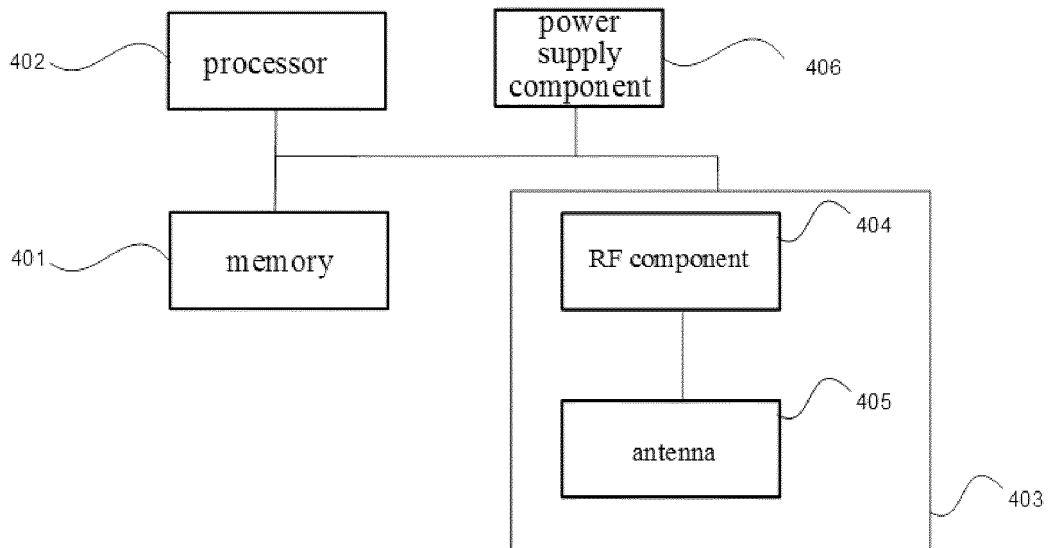 402
processor
power
supply
component
406
401
memory
RF component
404
antenna
405
403